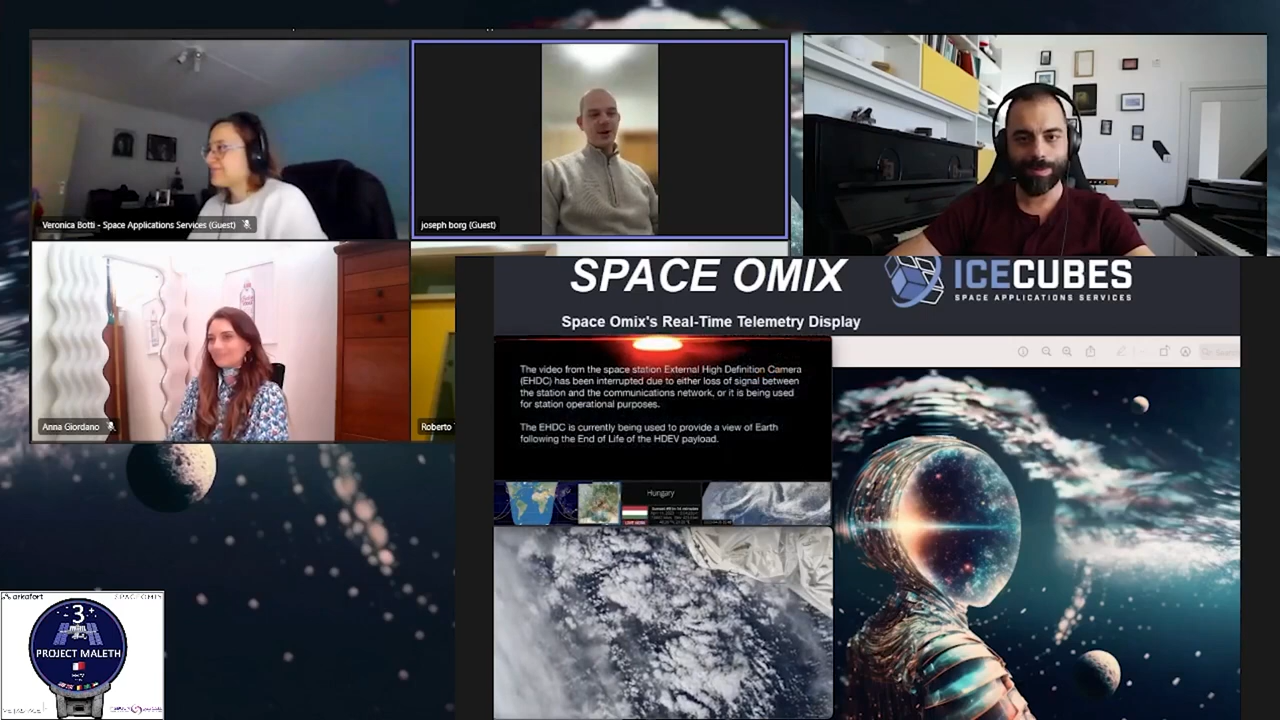 Veronica Botti - Space Applications Services (Guest)
joseph borg (Guest)
Anna Giordano
Roberto
SPACE OMIX
ICECUBES
SPACE APPLICATIONS SERVICES
Space Omix's Real-Time Telemetry Display
The video from the space station External High Definition Camera
(EHDC) has been interrupted due to either loss of signal between
the station and the communications network, or it is being used
for station operational purposes.
The EHDC is currently being used to provide a view of Earth
following the End of Life of the HDEV payload.
Hungary
Search
arkafort
SPACEOMIX
3
PROJECT MALETH